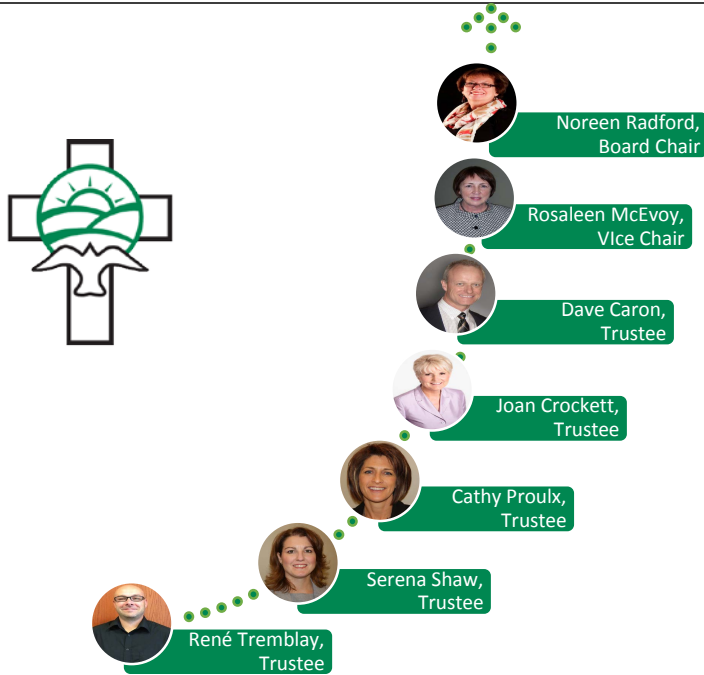 Noreen Radford,
Board Chair
Rosaleen McEvoy,
VIce Chair
Dave Caron,
Trustee
Joan Crockett,
Trustee
Cathy Proulx,
Trustee
Serena Shaw,
Trustee
René Tremblay,
Trustee